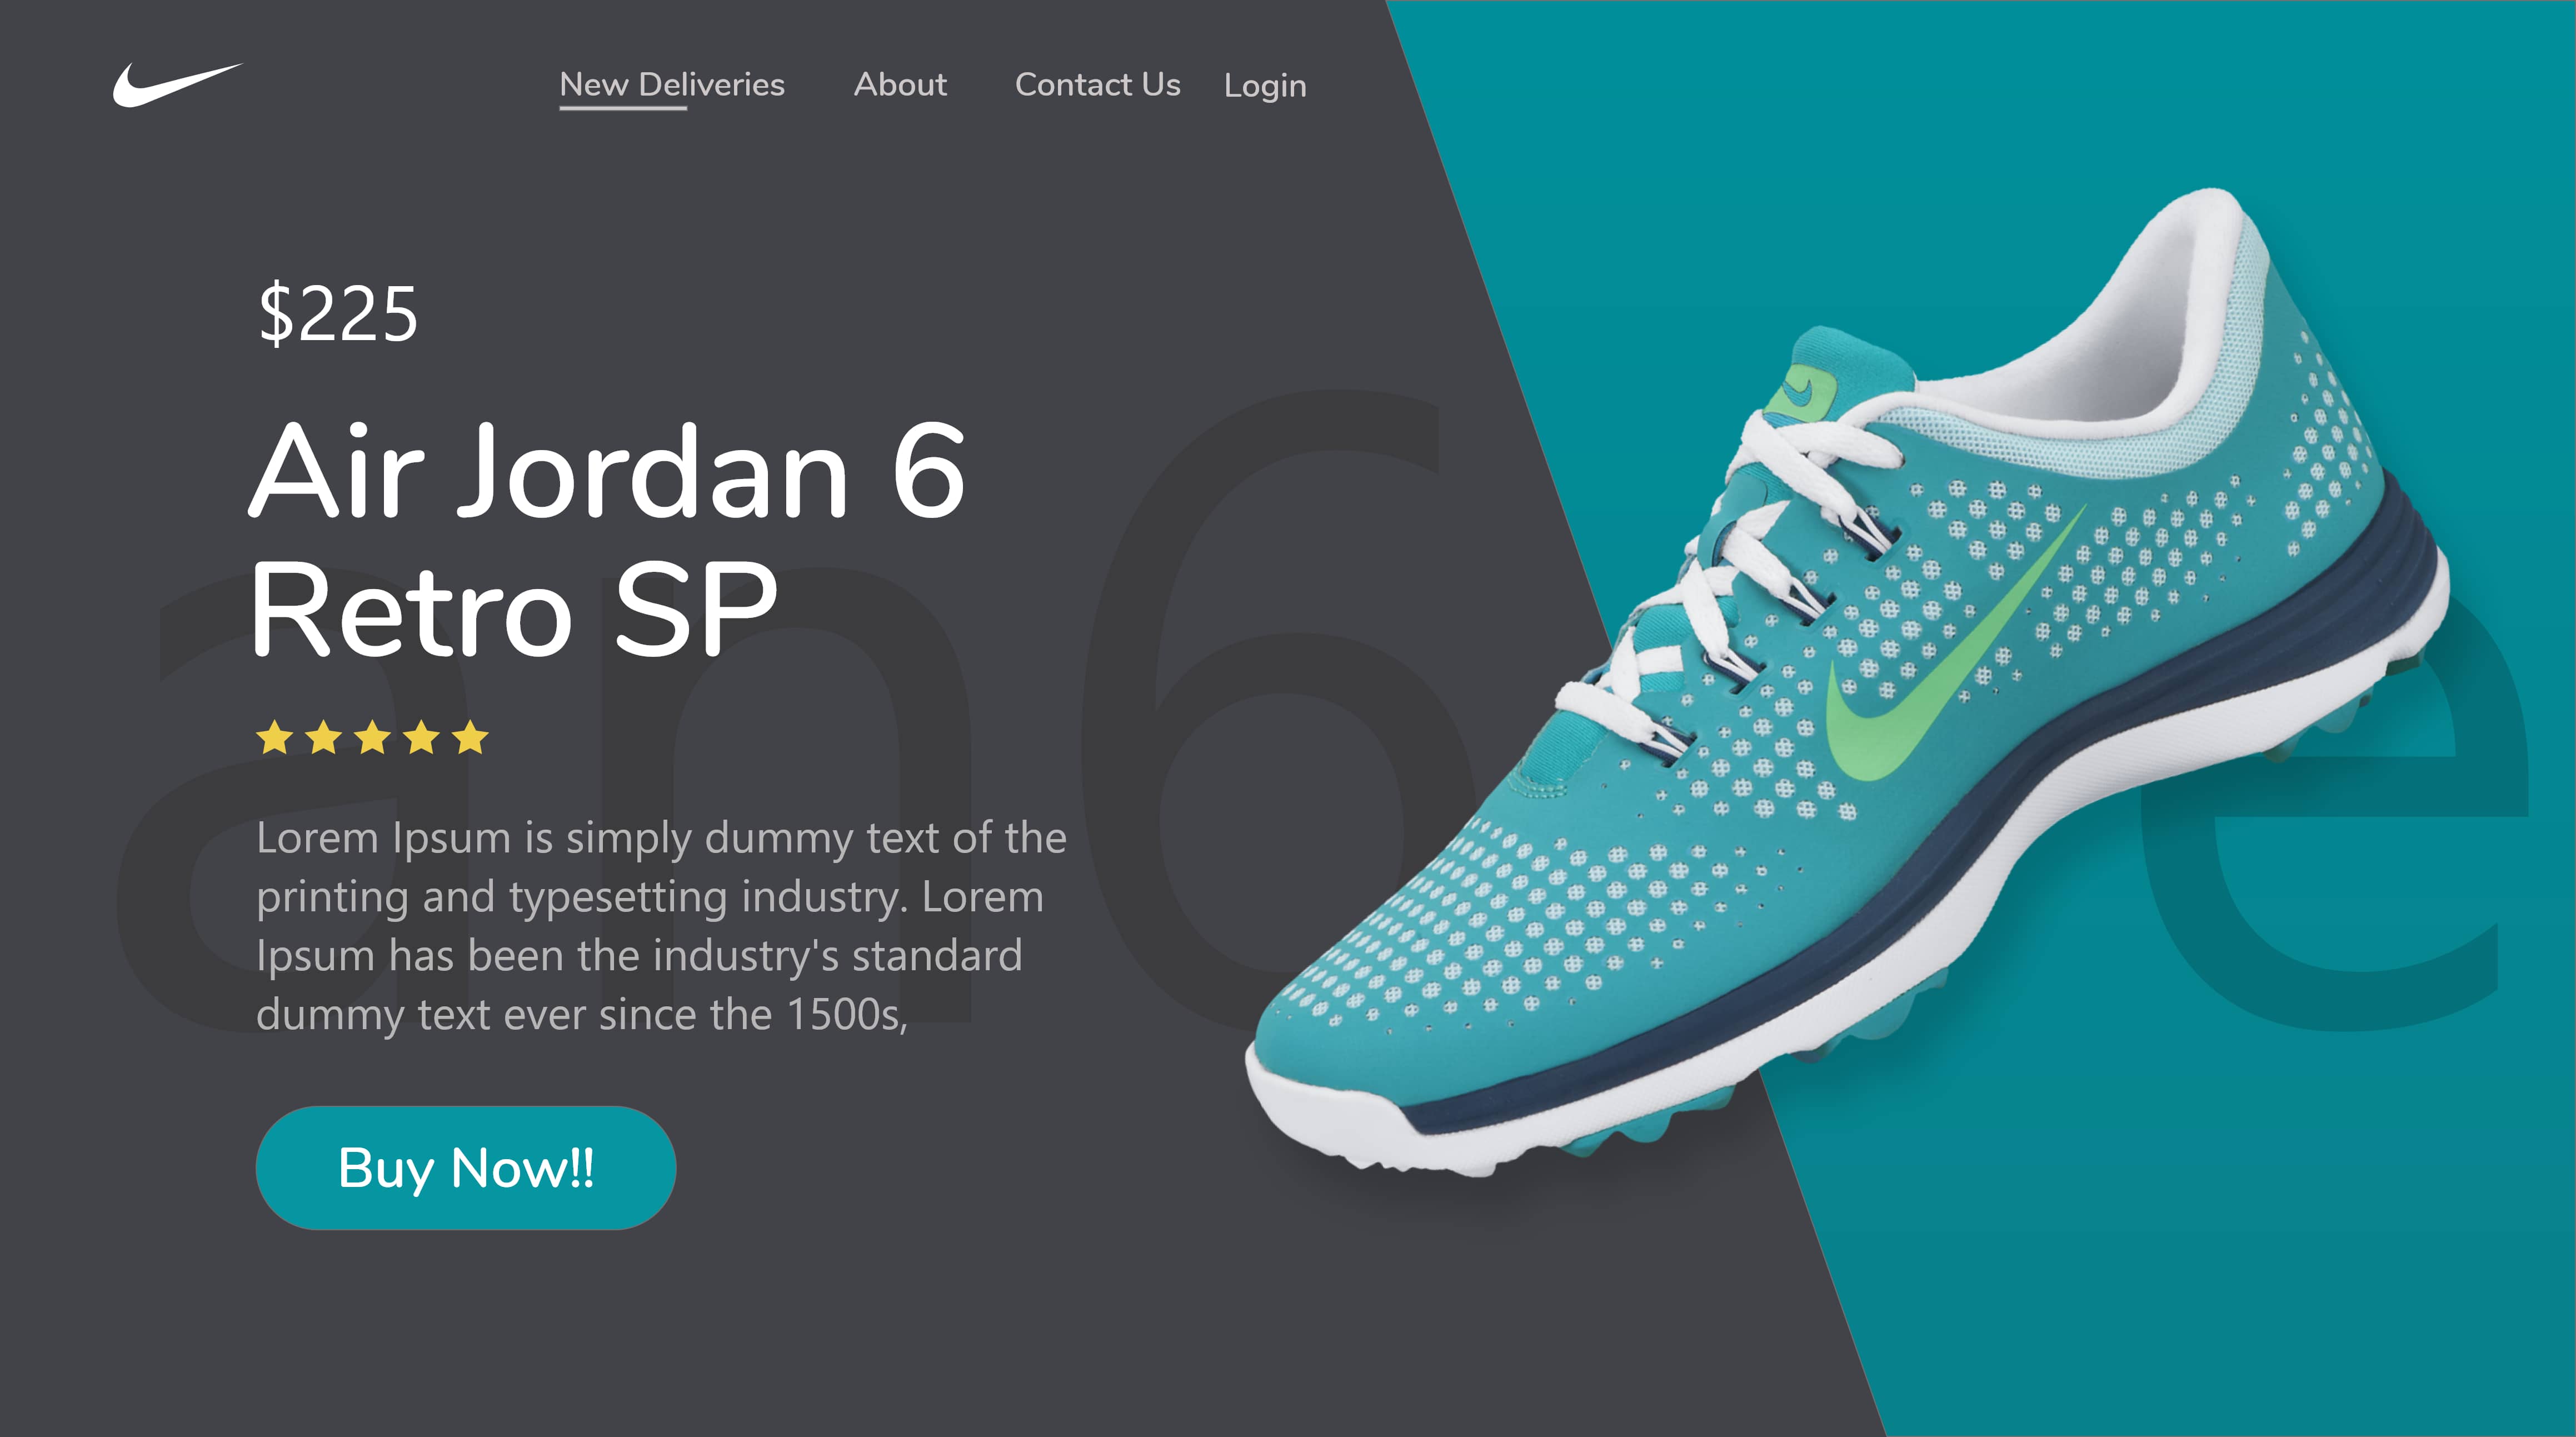 New Deliveries About Contact Us Login
$225
Air Jordan 6
Retro SP
an6 e
Lorem Ipsum is simply dummy text of the
printing and typesetting industry. Lorem
Ipsum has been the industry's standard
dummy text ever since the 1500s,
Buy Now!!